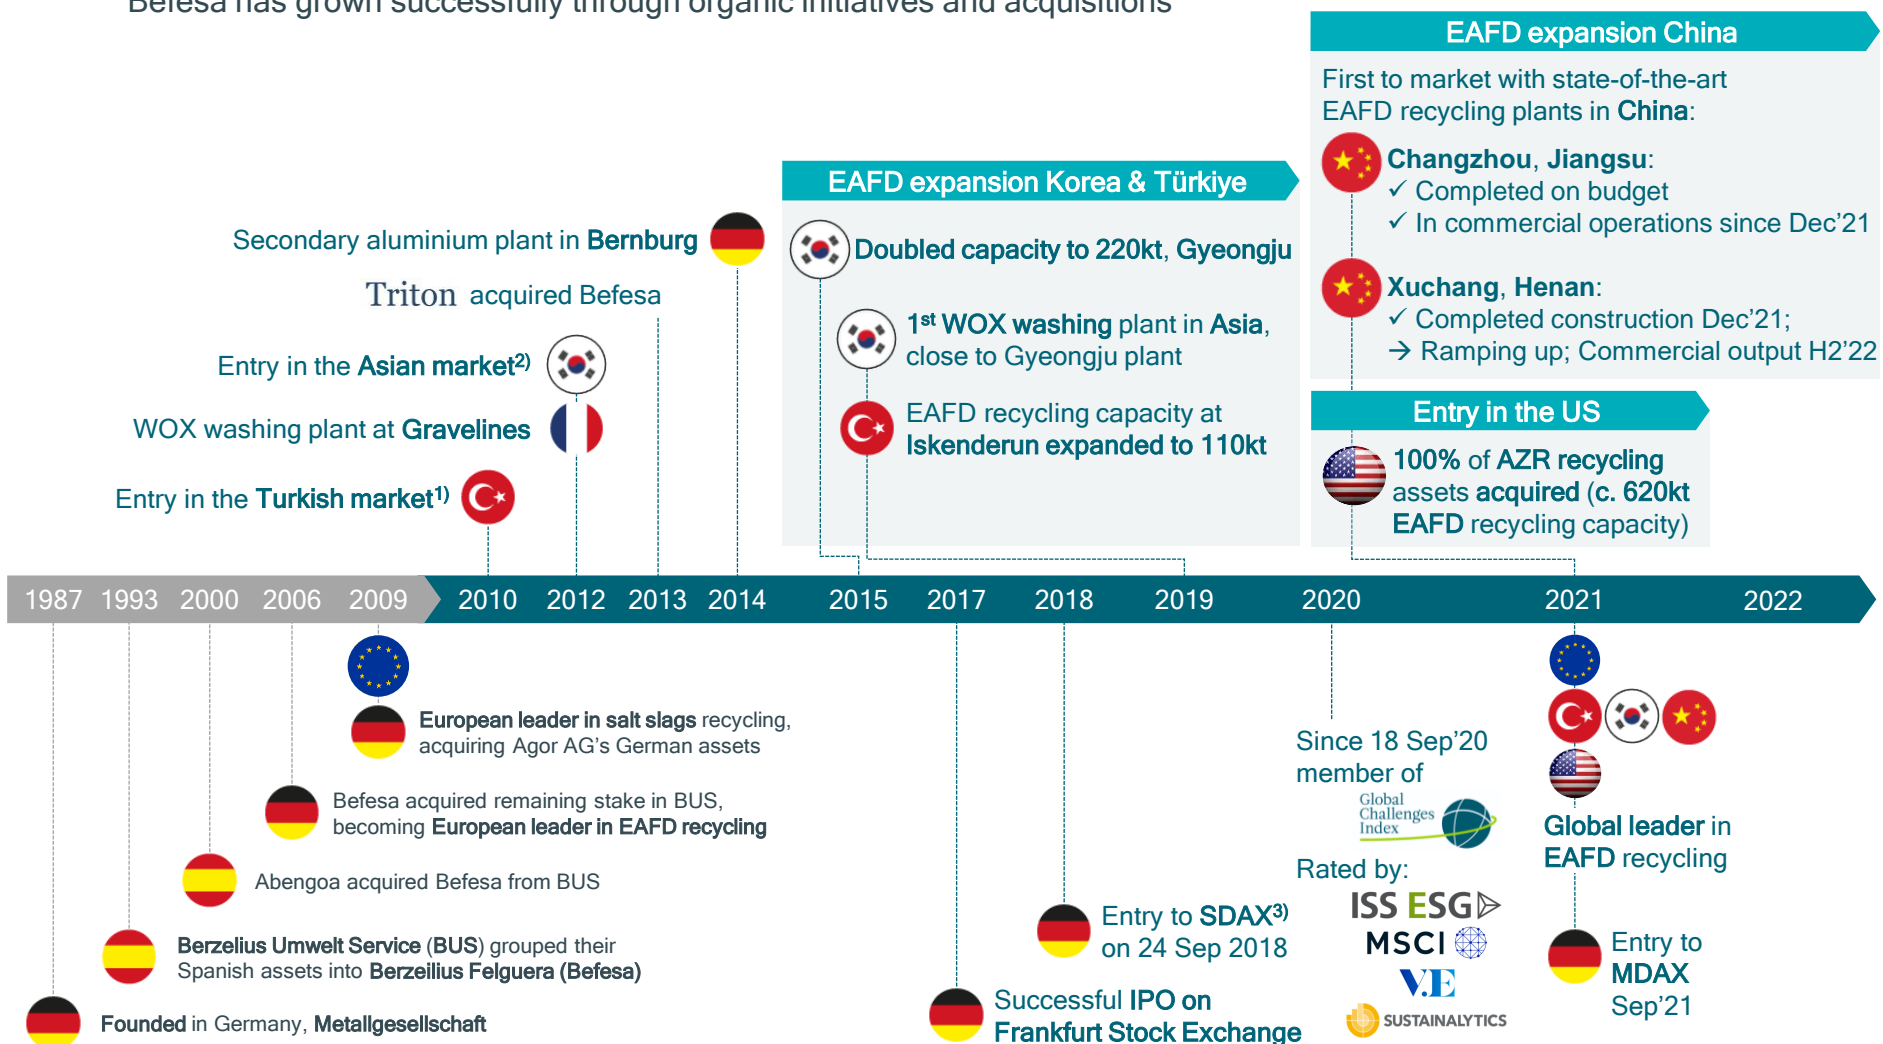 Befesa has grown successfully through organic initiatives and acquisitions
EAFD expansion China
First to market with state-of-the-art
EAFD recycling plants in China:
Changzhou, Jiangsu:
✓ Completed on budget
✓ In commercial operations since Dec'21
Xuchang, Henan:
✓ Completed construction Dec'21;
→ Ramping up; Commercial output H2'22
EAFD expansion Korea & Türkiye
Doubled capacity to 220kt, Gyeongju
1st WOX washing plant in Asia,
close to Gyeongju plant
EAFD recycling capacity at
Iskenderun expanded to 110kt
Entry in the US
100% of AZR recycling
assets acquired (c. 620kt
EAFD recycling capacity)
Secondary aluminium plant in Bernburg
Triton acquired Befesa
Entry in the Asian market2)
WOX washing plant at Gravelines
Entry in the Turkish market1)
1987 1993 2000 2006 2009 2010 2012 2013 2014 2015 2017 2018 2019 2020 2021 2022
European leader in salt slags recycling,
acquiring Agor AG's German assets
Befesa acquired remaining stake in BUS,
becoming European leader in EAFD recycling
Abengoa acquired Befesa from BUS
Berzelius Umwelt Service (BUS) grouped their
Spanish assets into Berzeilius Felguera (Befesa)
Founded in Germany, Metallgesellschaft
Successful IPO on
Frankfurt Stock Exchange
Entry to SDAX3)
on 24 Sep 2018
Since 18 Sep'20
member of
Global
Challenges
Index
Rated by:
ISS ESG
MSCI
V.E
SUSTAINALYTICS
Global leader in
EAFD recycling
Entry to
MDAX
Sep'21